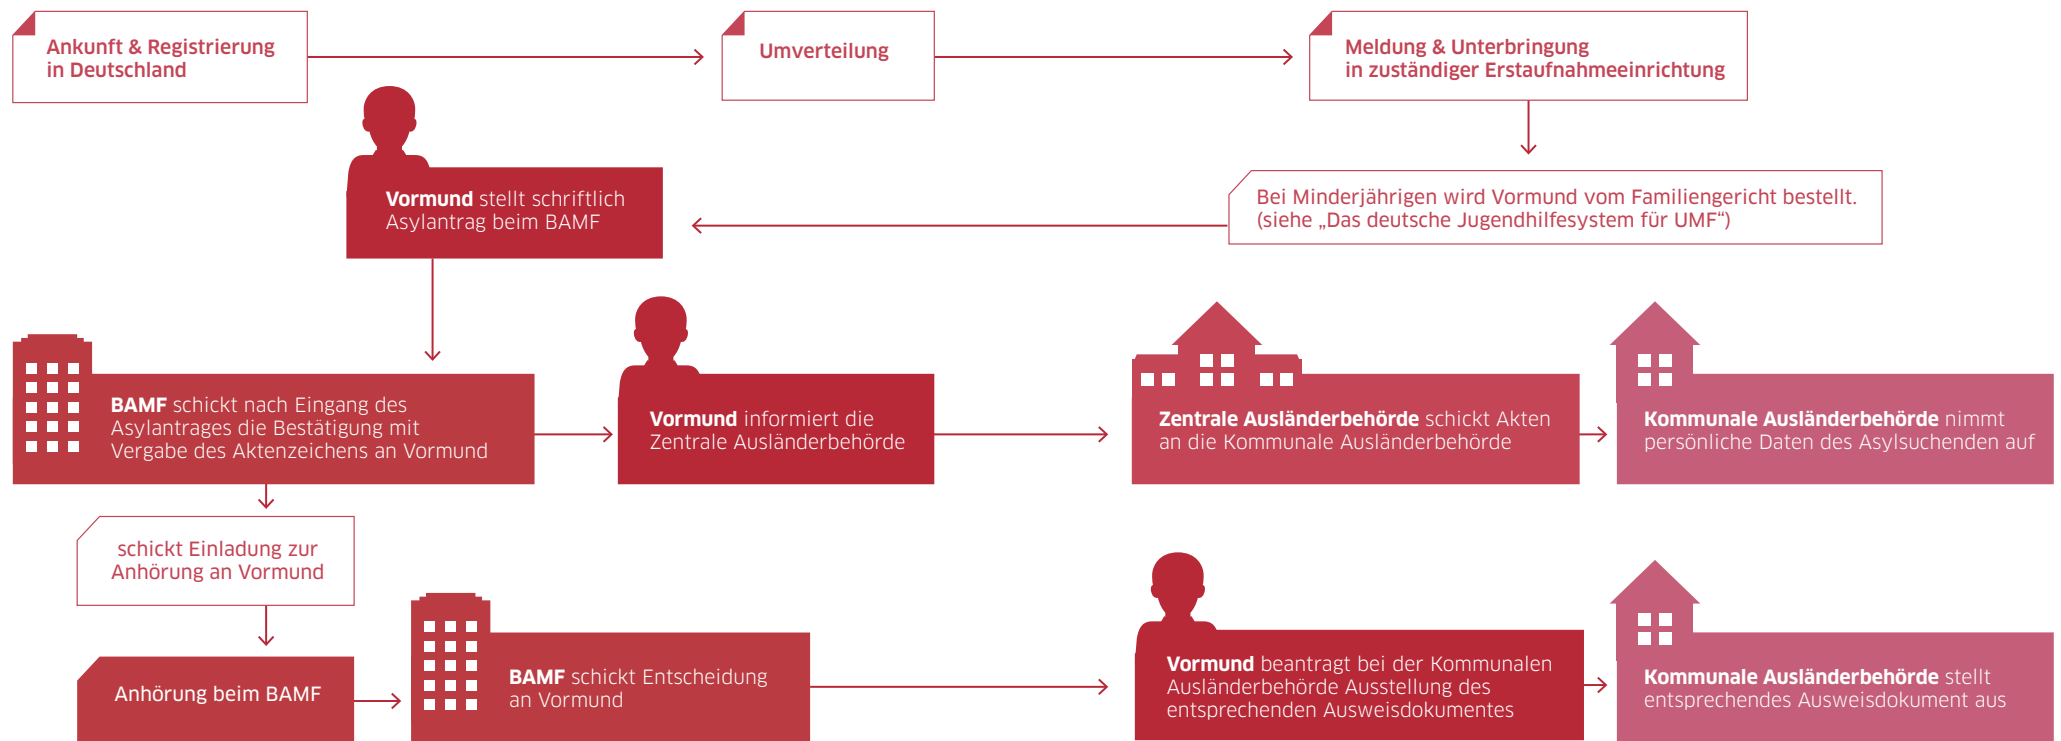 Ankunft & Registrierung
in Deutschland
Umverteilung
Meldung & Unterbringung
in zuständiger Erstaufnahmeeinrichtung
Bei Minderjährigen wird Vormund vom Familiengericht bestellt.
(siehe „Das deutsche Jugendhilfesystem für UMF“)
Vormund stellt schriftlich
Asylantrag beim BAMF
BAMF schickt nach Eingang des
Asylantrages die Bestätigung mit
Vergabe des Aktenzeichens an Vormund
Vormund informiert die
Zentrale Ausländerbehörde
Zentrale Ausländerbehörde schickt Akten
an die Kommunale Ausländerbehörde
Kommunale Ausländerbehörde nimmt
persönliche Daten des Asylsuchenden auf
schickt Einladung zur
Anhörung an Vormund
Anhörung beim BAMF
BAMF schickt Entscheidung
an Vormund
Vormund beantragt bei der Kommunalen
Ausländerbehörde Ausstellung des
entsprechenden Ausweisdokumentes
Kommunale Ausländerbehörde stellt
entsprechendes Ausweisdokument aus